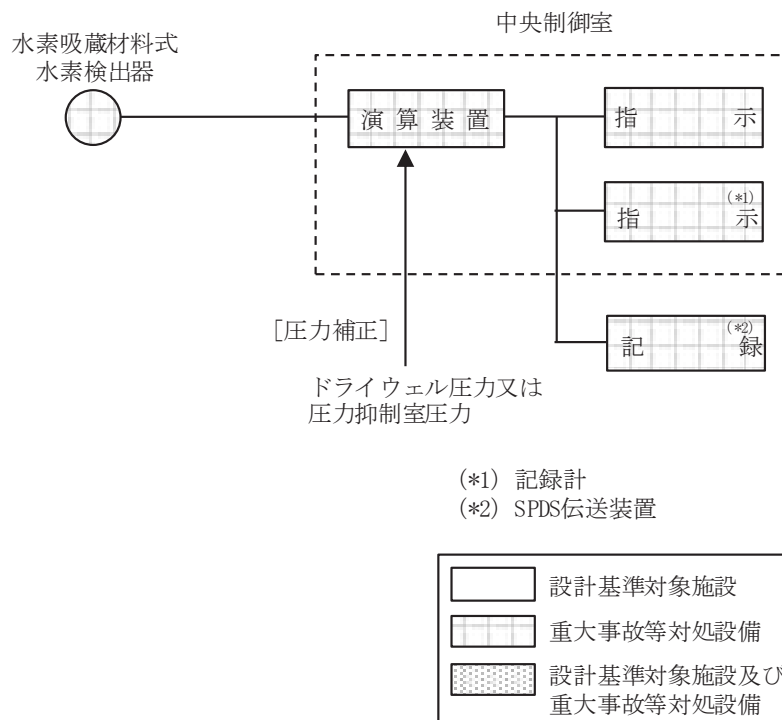 中央制御室
水素吸蔵材料式
水素検出器
演算装置
指示
指示(*1)
記録(*2)
[圧力補正]
ドライウェル圧力又は
圧力抑制室圧力
(*1) 記録計
(*2) SPDS伝送装置
設計基準対象施設
重大事故等対処設備
設計基準対象施設及び
重大事故等対処設備